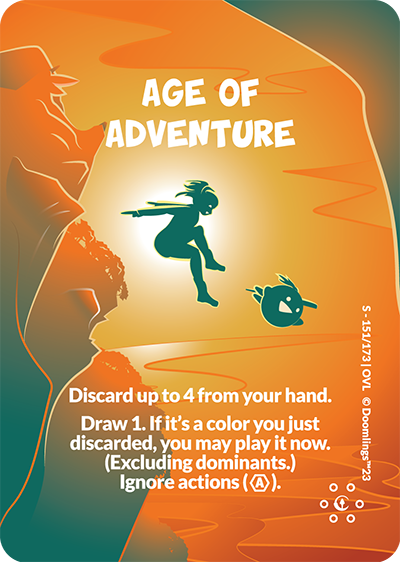 AGE OF
ADVENTURE
Discard up to 4 from your hand.
Draw 1. If it's a color you just
discarded, you may play it now.
(Excluding dominants.)
Ignore actions (A).
S - 151/173 | OVL © Doomlings™23